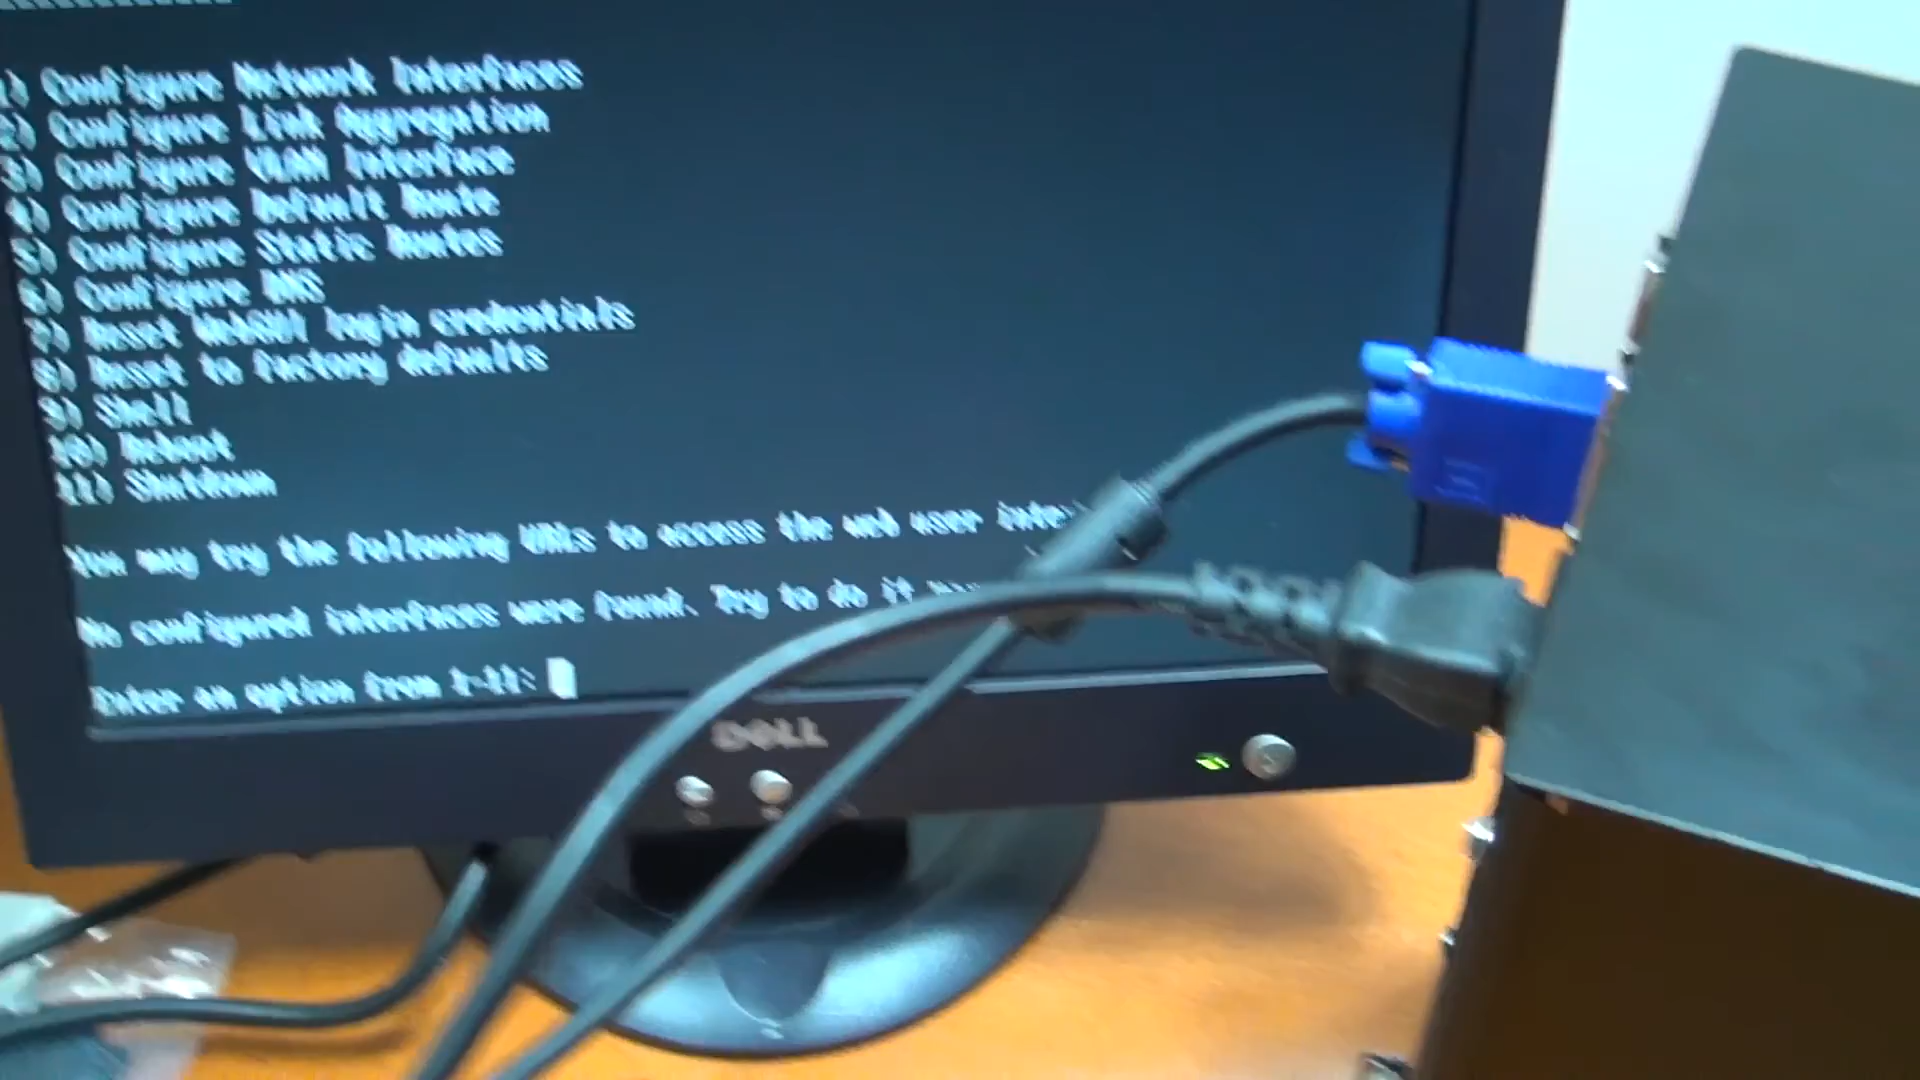 1) Configure Network Interfaces
2) Configure Link Aggregation
3) Configure VLAN Interface
4) Configure Default Route
5) Configure Static Routes
6) Configure DNS
7) Reset WebGUI login credentials
8) Reset to factory defaults
9) Shell
10) Reboot
11) Shutdown
You may try the following URLs to access the web user
No configured interfaces were found. Try to do it
Enter an option from 1-11:
DELL